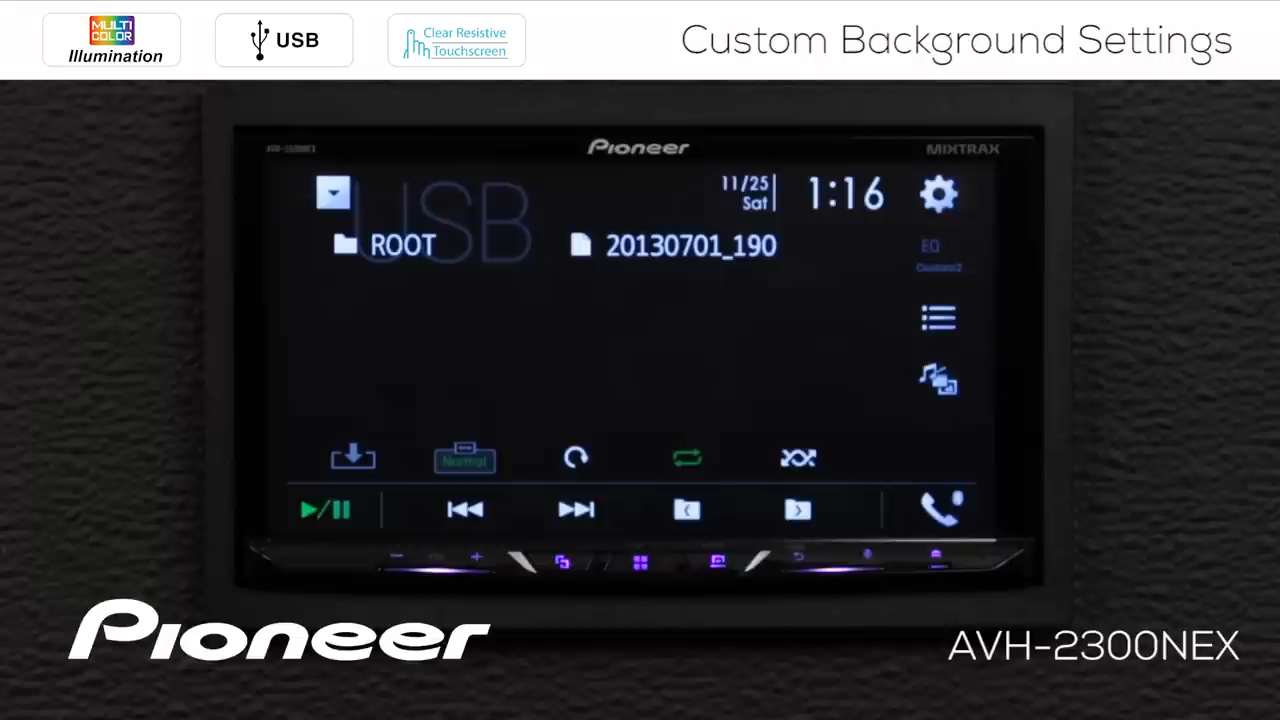 MULTI
COLOR
Illumination
USB
Clear Resistive
Touchscreen
Custom Background Settings
Pioneer
MIXTRAX
USB
11/25
Sat
1:16
ROOT
20130701_190
EQ
Custom2
Normal
Pioneer
AVH-2300NEX